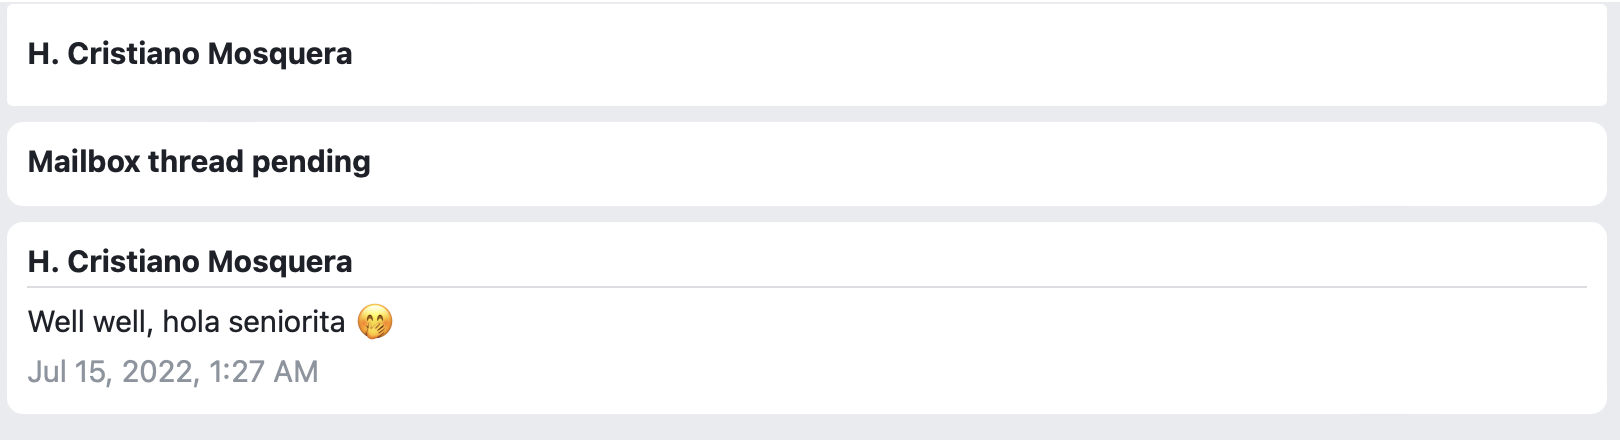 H. Cristiano Mosquera
Mailbox thread pending
H. Cristiano Mosquera
Well well, hola seniorita 🤭
Jul 15, 2022, 1:27 AM